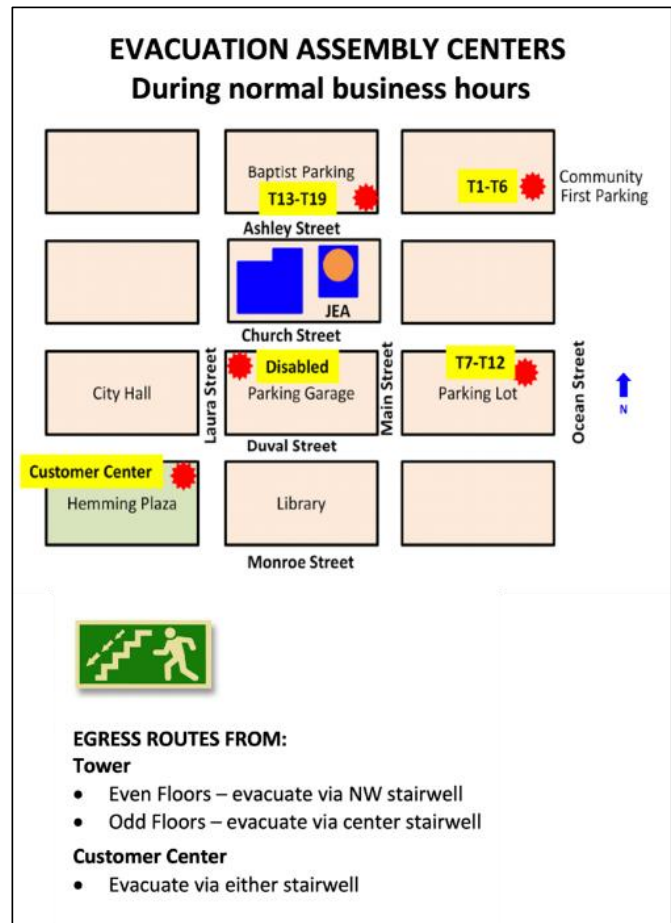 EVACUATION ASSEMBLY CENTERS
During normal business hours
Baptist Parking
T13-T19
T1-T6
Community
First Parking
Ashley Street
JEA
Church Street
Laura Street
Disabled
Parking Garage
City Hall
Main Street
T7-T12
Parking Lot
Ocean Street
N
Duval Street
Customer Center
Hemming Plaza
Library
Monroe Street
EGRESS ROUTES FROM:
Tower
• Even Floors – evacuate via NW stairwell
• Odd Floors – evacuate via center stairwell
Customer Center
• Evacuate via either stairwell